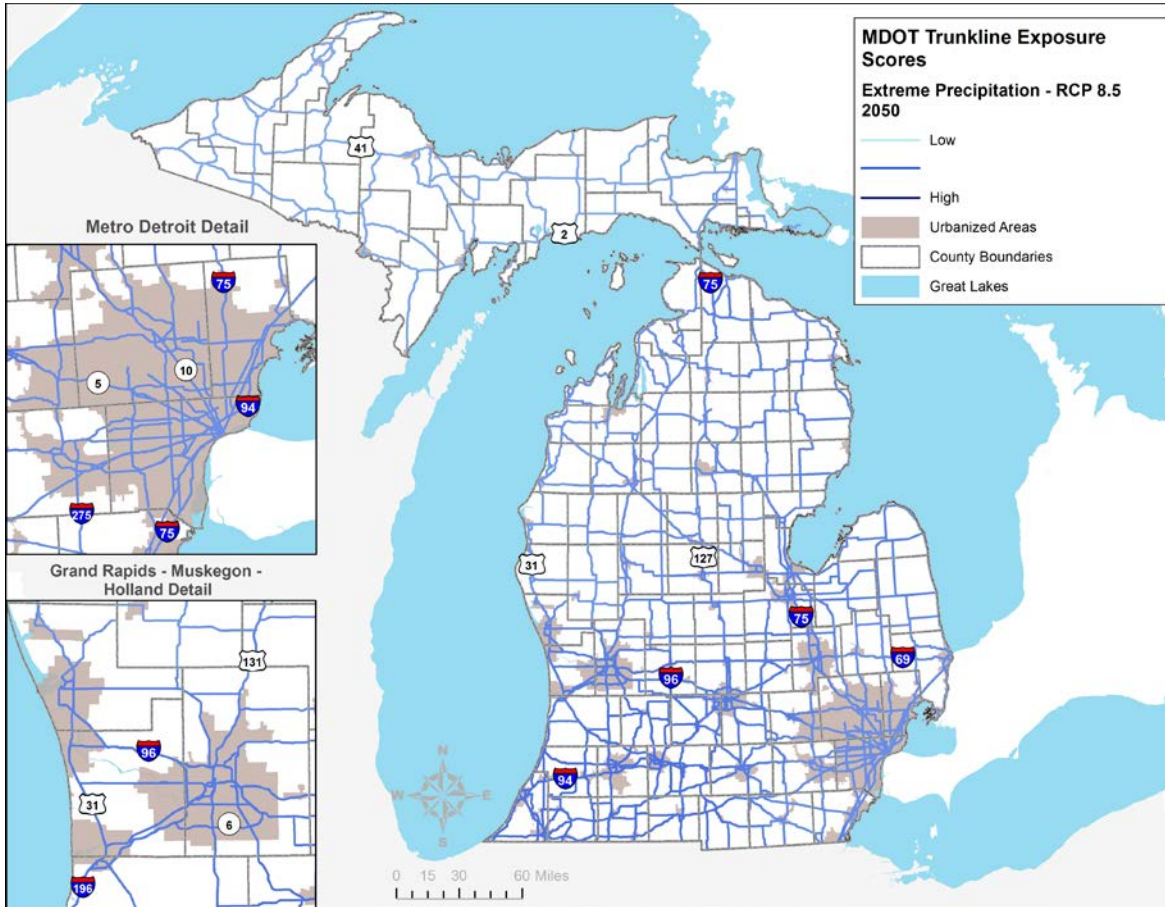 MDOT Trunkline Exposure
Scores
Extreme Precipitation - RCP 8.5
2050
Low
High
Urbanized Areas
County Boundaries
Great Lakes
41
2
75
Metro Detroit Detail
75
5
10
94
275
75
Grand Rapids - Muskegon -
Holland Detail
131
96
31
6
196
31
127
75
69
96
94
N
W E
S
0 15 30 60 Miles